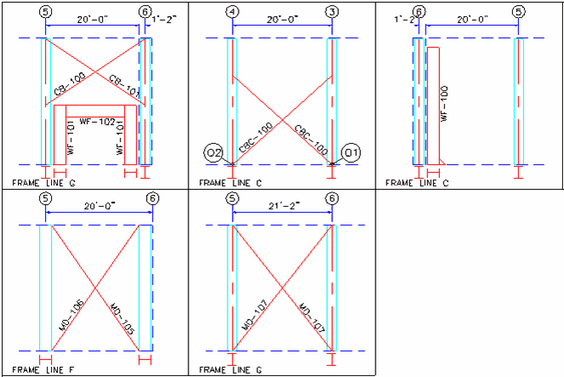 5 6
20'-0" 1'-2"
CB-100 CB-101
WF-102
WF-101 WF-101
FRAME LINE G
4 3
20'-0"
CBC-100 CBC-100
02 01
FRAME LINE C
6 5
1'-2" 20'-0"
WF-100
FRAME LINE C
5 6
20'-0"
MD-106 MD-105
FRAME LINE F
5 6
21'-2"
MD-107 MD-107
FRAME LINE G